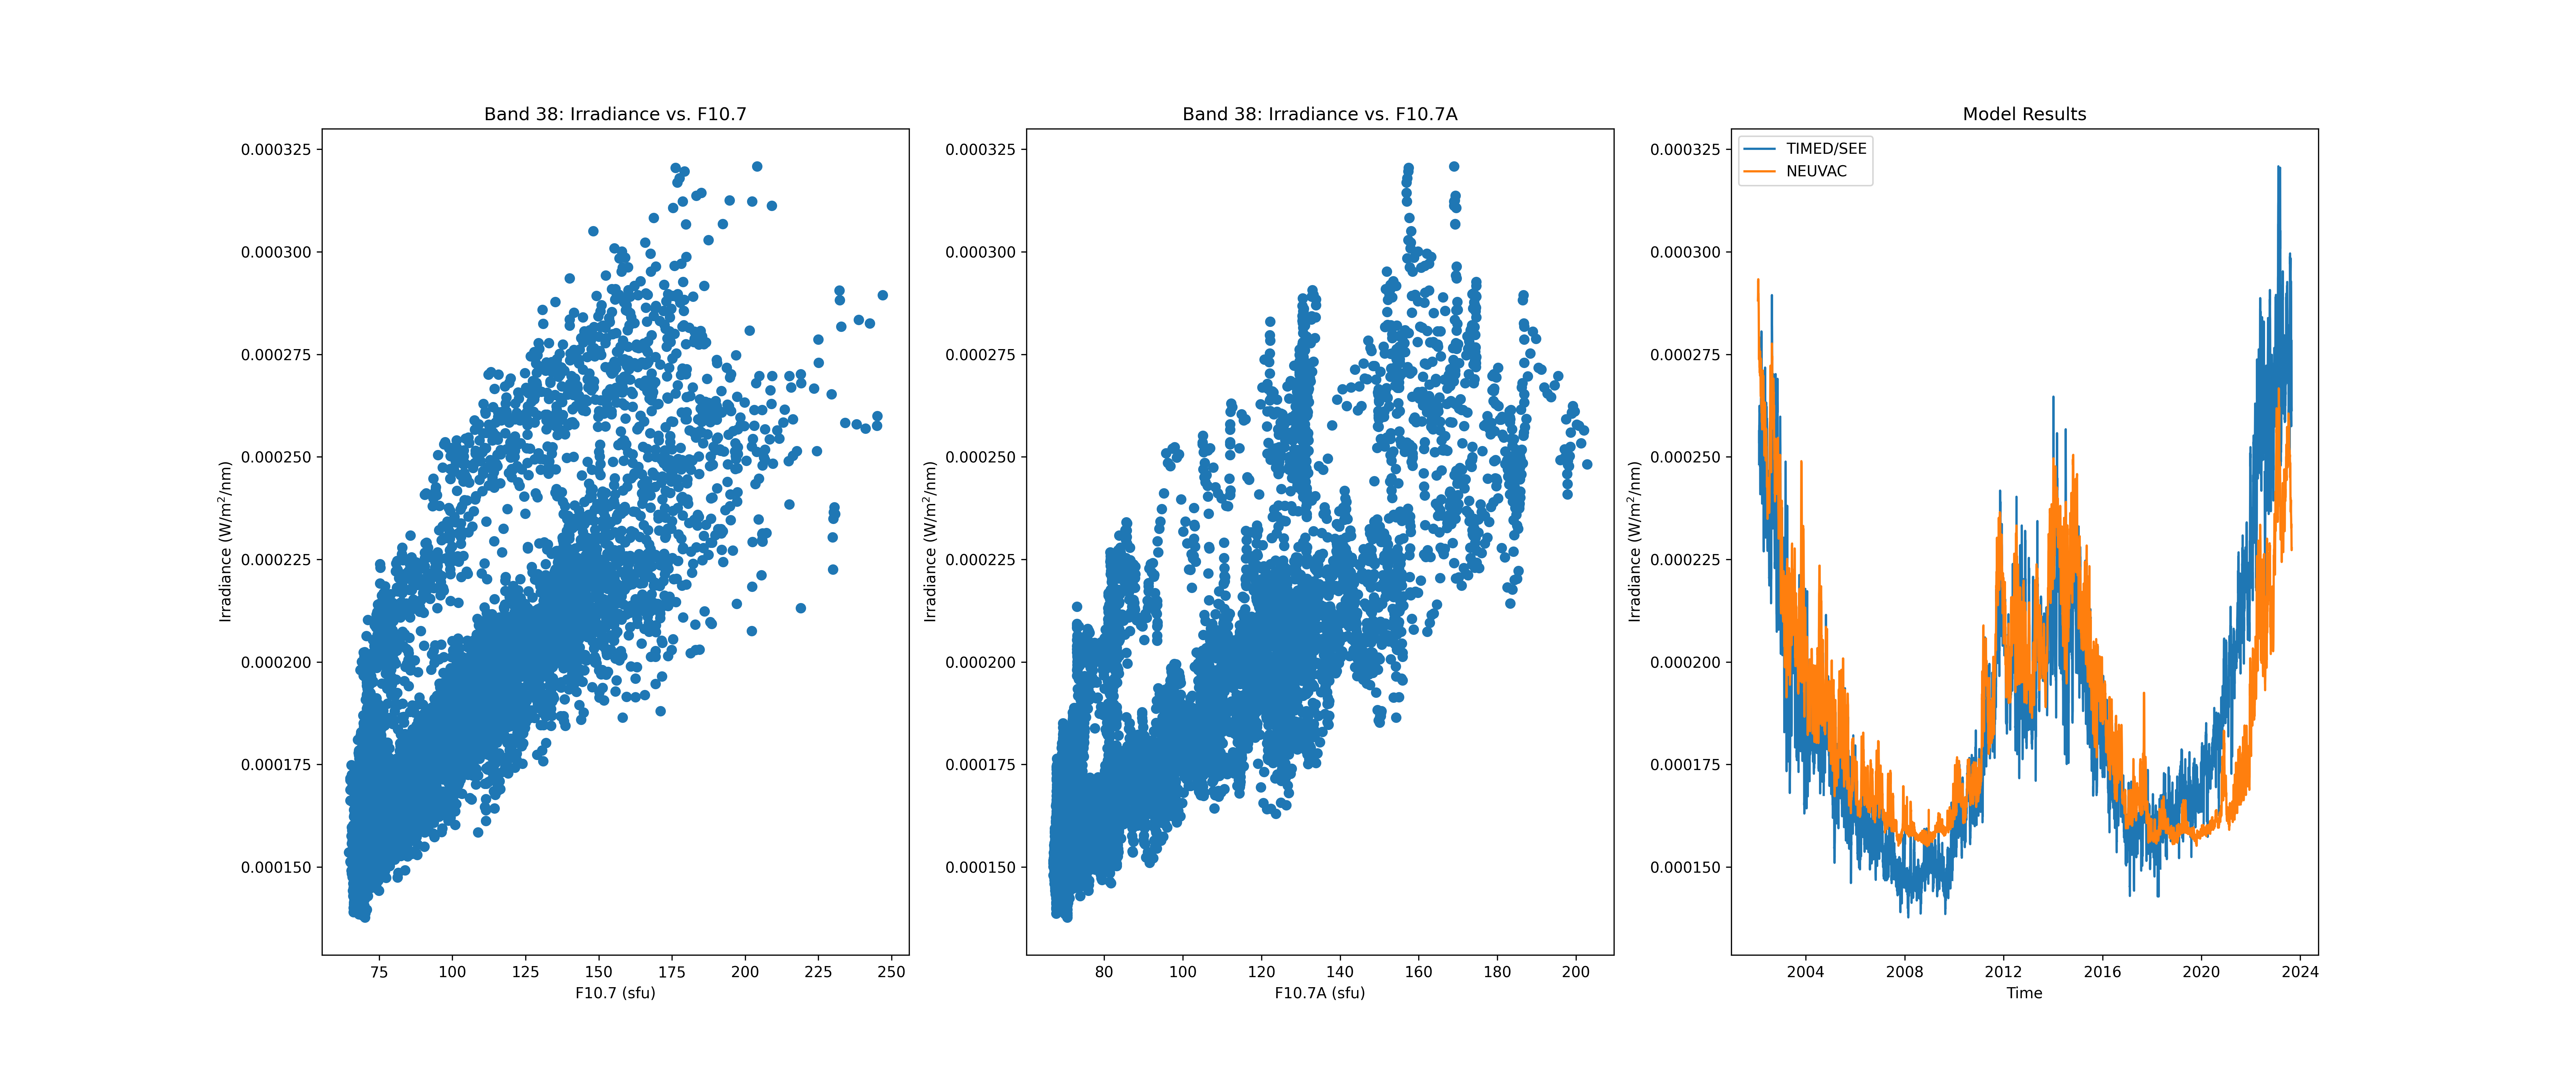 Band 38: Irradiance vs. F10.7
0.000325
0.000300
0.000275
0.000250
0.000225
0.000200
0.000175
0.000150
Irradiance (W/m²/nm)
75 100 125 150 175 200 225 250
F10.7 (sfu)
Band 38: Irradiance vs. F10.7A
0.000325
0.000300
0.000275
0.000250
0.000225
0.000200
0.000175
0.000150
Irradiance (W/m²/nm)
80 100 120 140 160 180 200
F10.7A (sfu)
Model Results
TIMED/SEE
NEUVAC
0.000325
0.000300
0.000275
0.000250
0.000225
0.000200
0.000175
0.000150
Irradiance (W/m²/nm)
2004 2008 2012 2016 2020 2024
Time